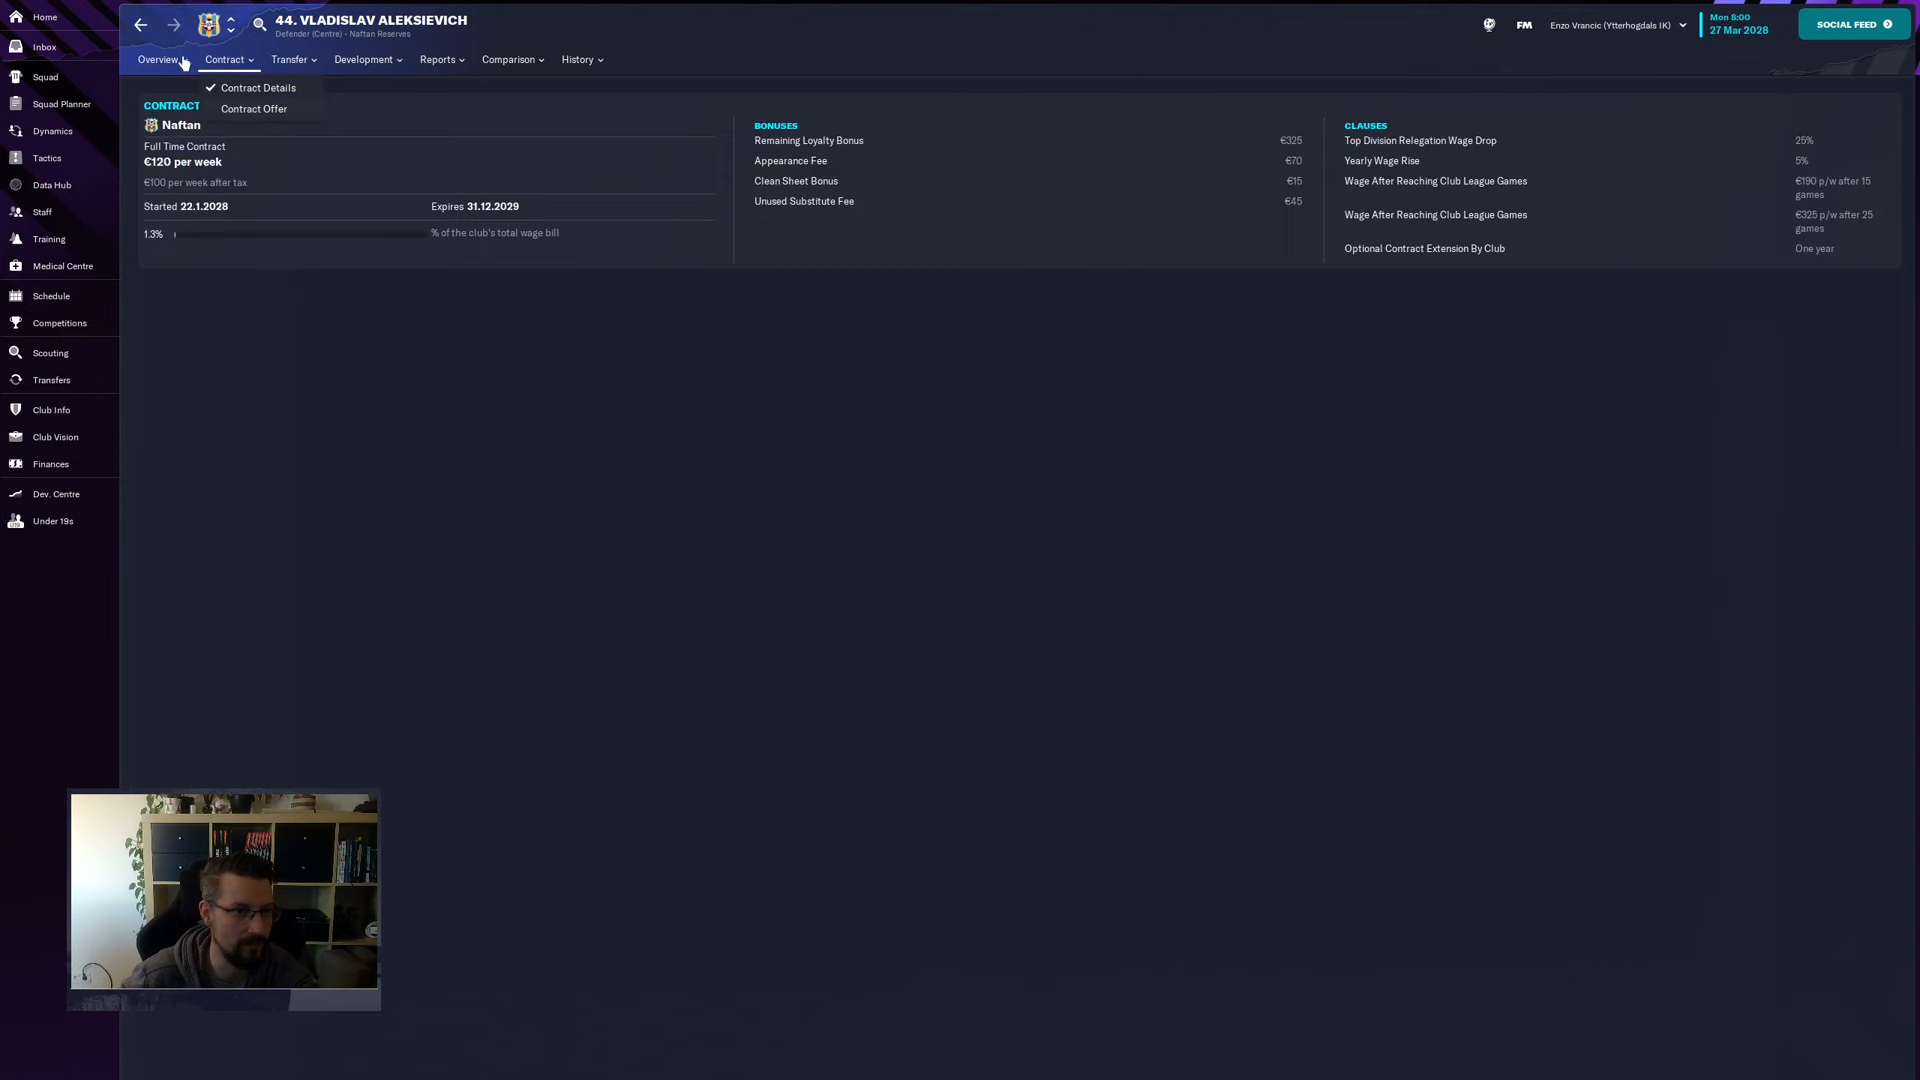 Home
Inbox
Squad
Squad Planner
Dynamics
Tactics
Data Hub
Staff
Training
Medical Centre
Schedule
Competitions
Scouting
Transfers
Club Info
Club Vision
Finances
Dev. Centre
Under 19s
44. VLADISLAV ALEKSIEVICH
Defender (Centre) - Naftan Reserves
FM
Enzo Vrancic (Ytterhogdals IK)
Mon 8:00
27 Mar 2028
SOCIAL FEED
Overview
Contract
Transfer
Development
Reports
Comparison
History
Contract Details
Contract Offer
CONTRACT
Naftan
Full Time Contract
€120 per week
€100 per week after tax
Started 22.1.2028
Expires 31.12.2029
1.3%
% of the club's total wage bill
BONUSES
Remaining Loyalty Bonus €325
Appearance Fee €70
Clean Sheet Bonus €15
Unused Substitute Fee €45
CLAUSES
Top Division Relegation Wage Drop 25%
Yearly Wage Rise 5%
Wage After Reaching Club League Games €190 p/w after 15
games
Wage After Reaching Club League Games €325 p/w after 25
games
Optional Contract Extension By Club One year